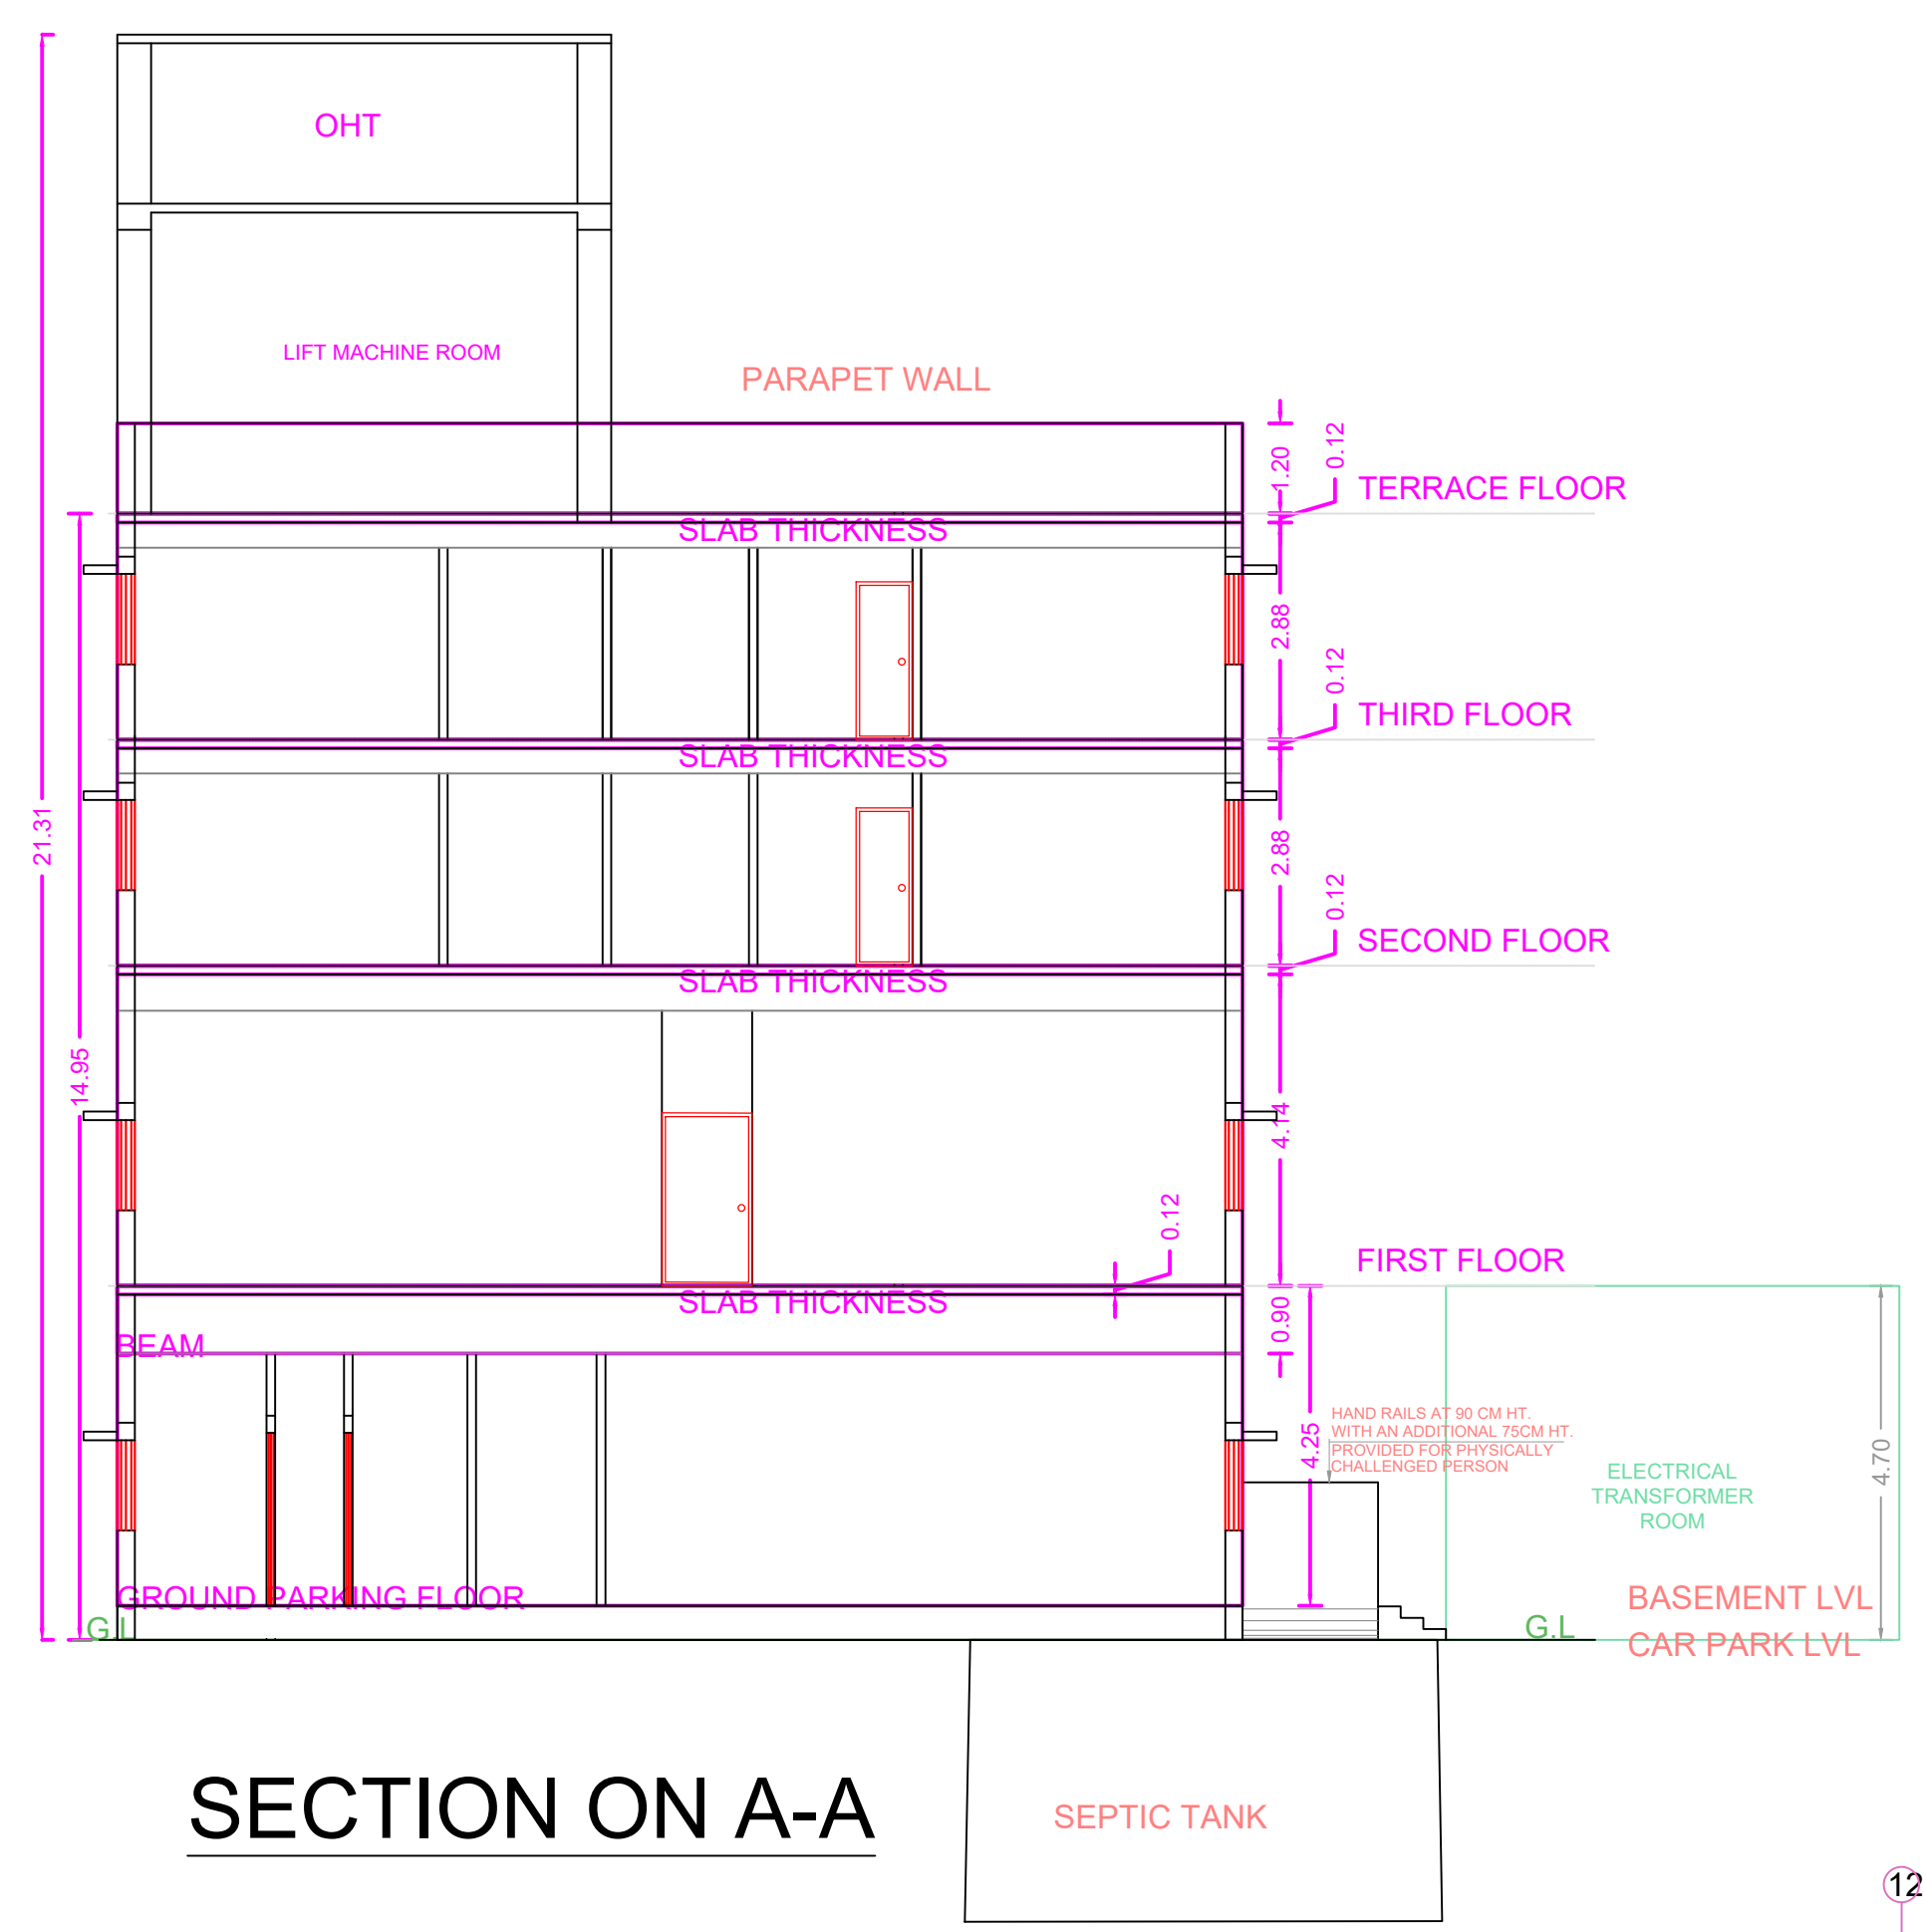 OHT
LIFT MACHINE ROOM
PARAPET WALL
1.20
0.12
TERRACE FLOOR
SLAB THICKNESS
2.88
0.12
THIRD FLOOR
SLAB THICKNESS
21.31
2.88
0.12
SECOND FLOOR
SLAB THICKNESS
14.95
4.14
0.12
FIRST FLOOR
SLAB THICKNESS
0.90
BEAM
HAND RAILS AT 90 CM HT.
WITH AN ADDITIONAL 75CM HT.
PROVIDED FOR PHYSICALLY
CHALLENGED PERSON
4.25
4.70
ELECTRICAL
TRANSFORMER
ROOM
GROUND PARKING FLOOR
BASEMENT LVL
G.L
G.L
CAR PARK LVL
SECTION ON A-A
SEPTIC TANK
12